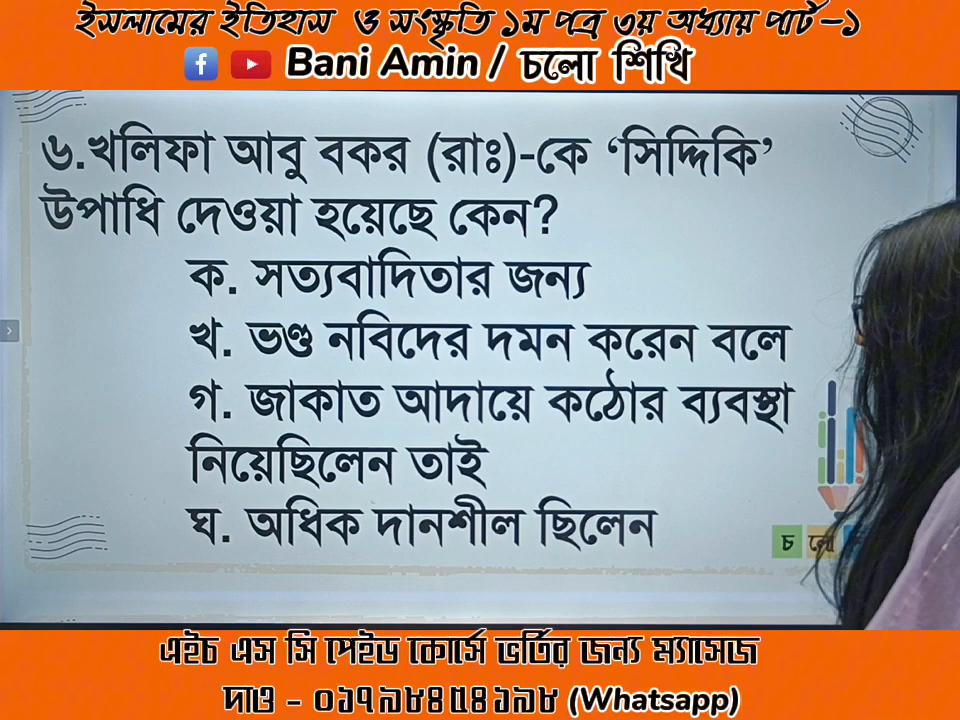 ইসলামের ইতিহাস ও সংস্কৃতি ১ম পত্র ৩য় অধ্যায় পার্ট -১
Bani Amin / চলো শিখি
৬.খলিফা আবু বকর (রাঃ)-কে ‘সিদ্দিকি’
উপাধি দেওয়া হয়েছে কেন?
ক. সত্যবাদিতার জন্য
খ. ভণ্ড নবিদের দমন করেন বলে
গ. জাকাত আদায়ে কঠোর ব্যবস্থা
নিয়েছিলেন তাই
ঘ. অধিক দানশীল ছিলেন
চ লো
এইচ এস সি পেইড কোর্সে ভর্তির জন্য ম্যাসেজ
দাও - ০১৭৯৮৪৫৪১৯৮ (Whatsapp)